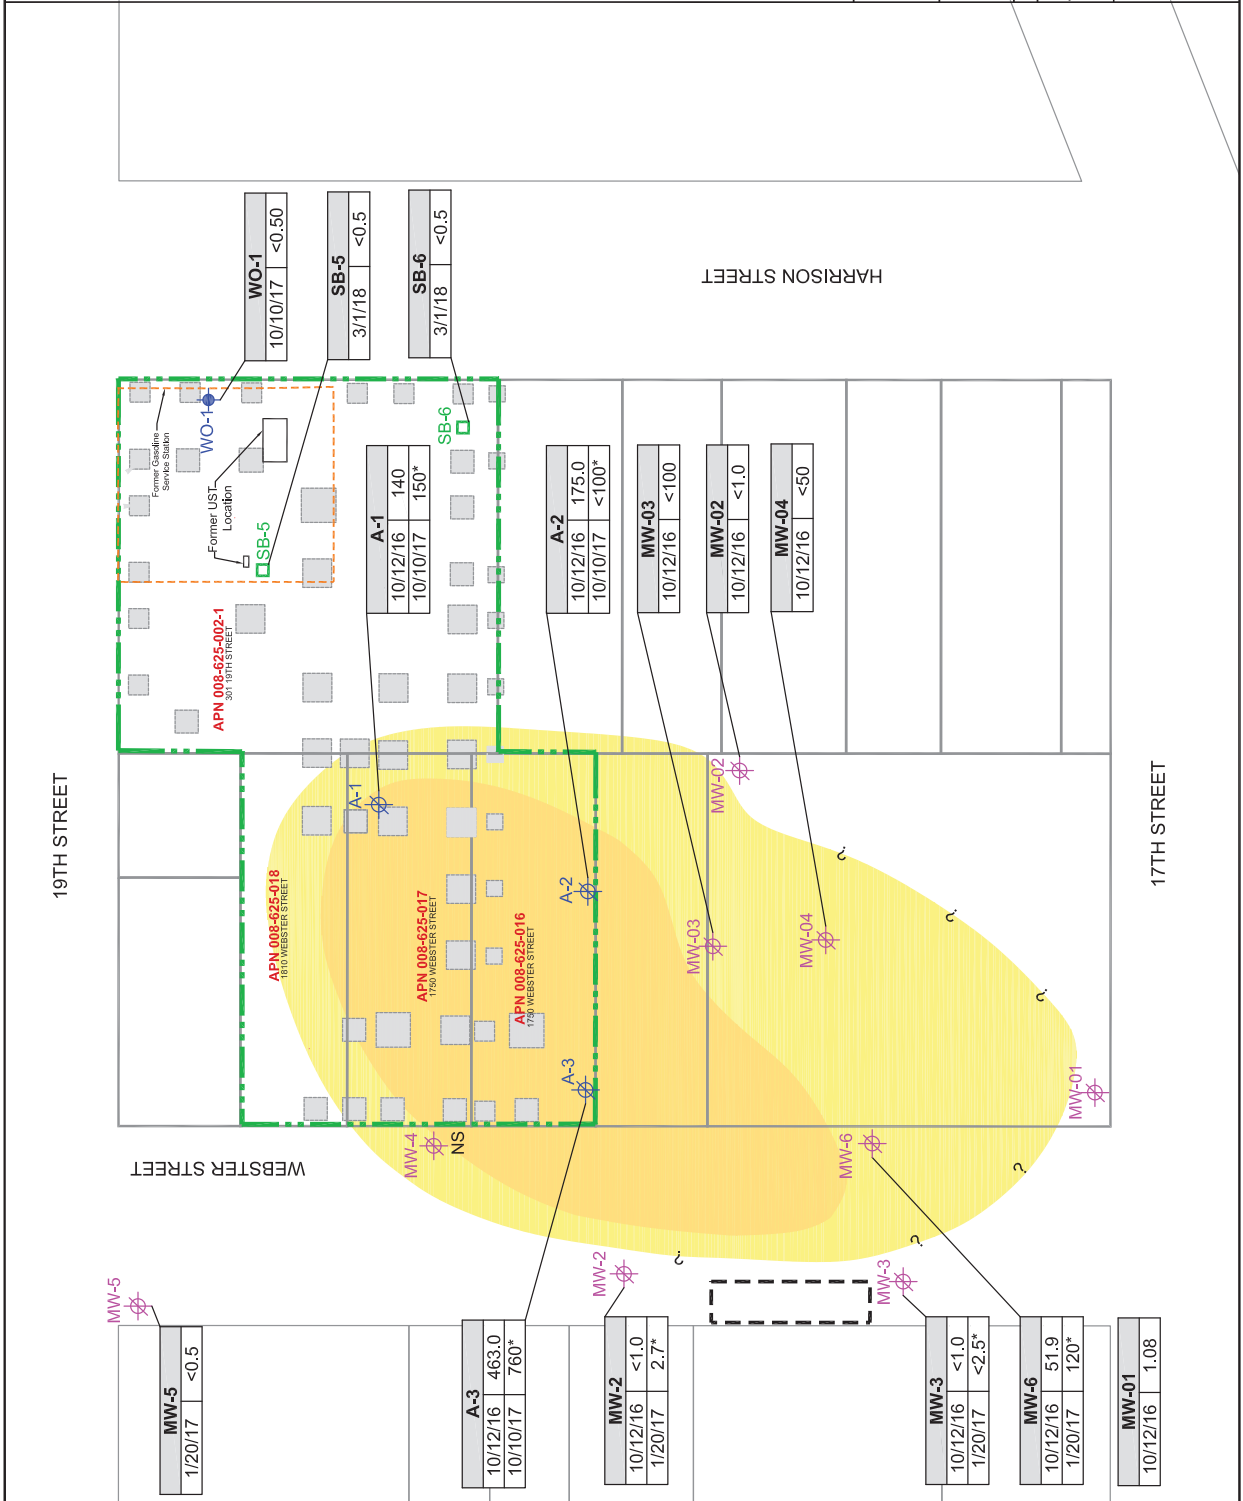 WO-1
10/10/17 <0.50
SB-5
3/1/18 <0.5
SB-6
3/1/18 <0.5
HARRISON STREET
Former Gasoline
Service Station
WO-1
Former UST
Location
SB-5
SB-6
APN 008-625-002-1
301 19TH STREET
A-1
10/12/16 140
10/10/17 150*
A-2
10/12/16 175.0
10/10/17 <100*
MW-03
10/12/16 <100
MW-02
10/12/16 <1.0
MW-04
10/12/16 <50
19TH STREET
17TH STREET
A-1
A-2
A-3
MW-02
MW-03
MW-04
MW-01
APN 008-625-018
1810 WEBSTER STREET
APN 008-625-017
1750 WEBSTER STREET
APN 008-625-016
1750 WEBSTER STREET
?
?
?
?
?
?
WEBSTER STREET
MW-4
NS
MW-6
MW-5
MW-2
MW-3
MW-5
1/20/17 <0.5
A-3
10/12/16 463.0
10/10/17 760*
MW-2
10/12/16 <1.0
1/20/17 2.7*
MW-3
10/12/16 <1.0
1/20/17 <2.5*
MW-6
10/12/16 51.9
1/20/17 120*
MW-01
10/12/16 1.08